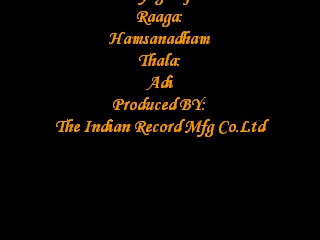 Raaga:
Hamsanadham
Thala:
Adi
Produced BY:
The Indian Record Mfg Co.Ltd